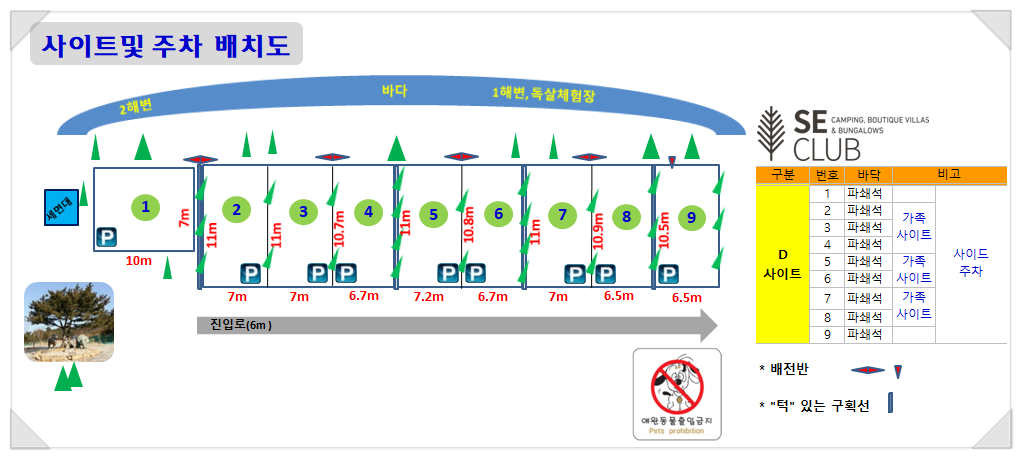 사이트및 주차 배치도
2해변
바다
1해변,독살체험장
SE
CLUB
CAMPING, BOUTIQUE VILLAS
& BUNGALOWS
세면대
1
2
3
4
5
6
7
8
9
7m
11m
11m
10.7m
11m
10.8m
11m
10.9m
10.5m
P
P
P
P
P
P
P
P
P
10m
7m
7m
6.7m
7.2m
6.7m
7m
6.5m
6.5m
진입로(6m)
애완동물출입금지
Pets prohibition
구분 번호 바닥 비고
D
사이트
1 파쇄석
2 파쇄석
3 파쇄석
4 파쇄석
5 파쇄석
6 파쇄석
7 파쇄석
8 파쇄석
9 파쇄석
가족
사이트
가족
사이트
가족
사이트
사이드
주차
* 배전반
* "턱" 있는 구획선